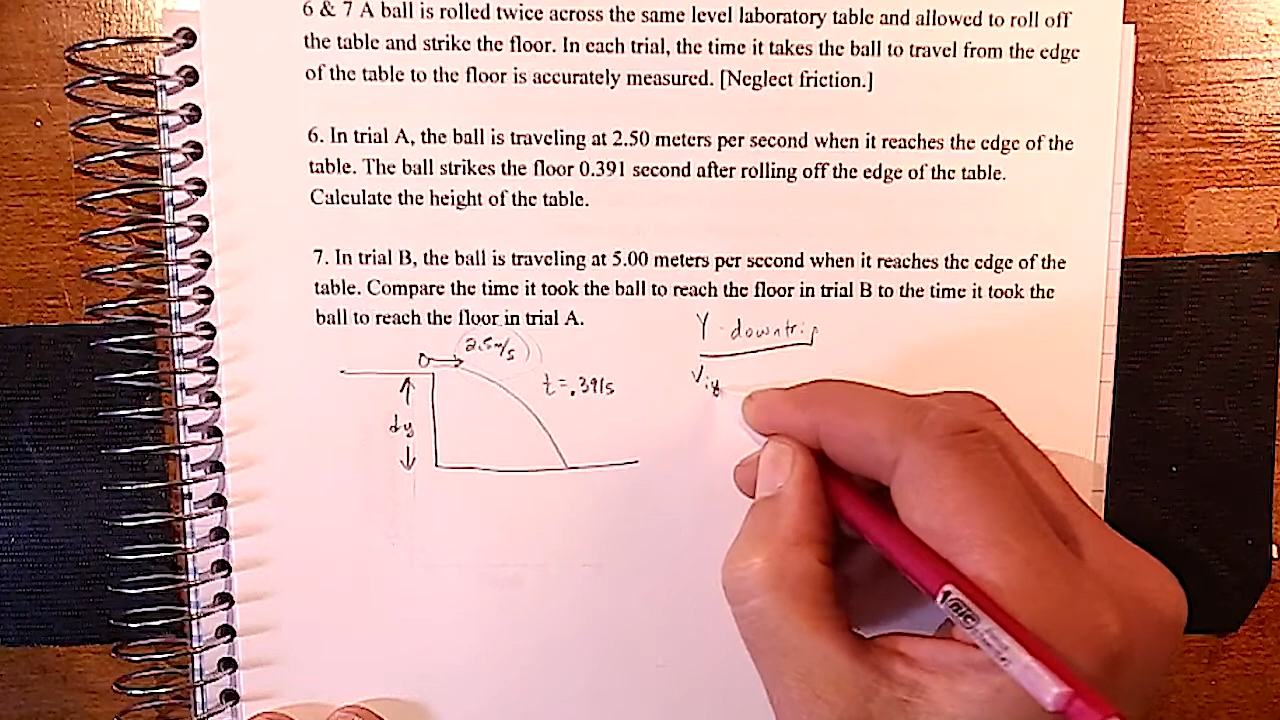 6 & 7 A ball is rolled twice across the same level laboratory table and allowed to roll off
the table and strike the floor. In each trial, the time it takes the ball to travel from the edge
of the table to the floor is accurately measured. [Neglect friction.]
6. In trial A, the ball is traveling at 2.50 meters per second when it reaches the edge of the
table. The ball strikes the floor 0.391 second after rolling off the edge of the table.
Calculate the height of the table.
7. In trial B, the ball is traveling at 5.00 meters per second when it reaches the edge of the
table. Compare the time it took the ball to reach the floor in trial B to the time it took the
ball to reach the floor in trial A.
Y-downtrip
2.5m/s
t=.391s
Viy
dy
BIC